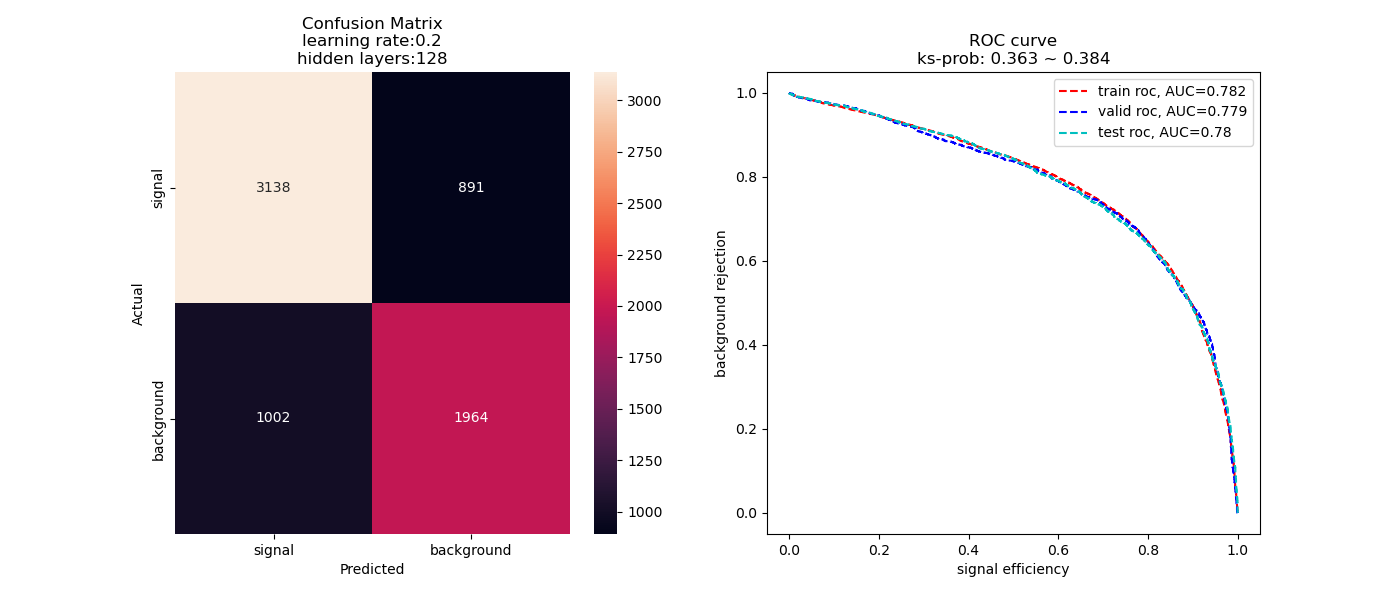 Confusion Matrix
learning rate:0.2
hidden layers:128
signal
background
Actual
3138
891
1002
1964
signal
background
Predicted
3000
2750
2500
2250
2000
1750
1500
1250
1000
ROC curve
ks-prob: 0.363 ~ 0.384
train roc, AUC=0.782
valid roc, AUC=0.779
test roc, AUC=0.78
background rejection
1.0
0.8
0.6
0.4
0.2
0.0
0.0
0.2
0.4
0.6
0.8
1.0
signal efficiency